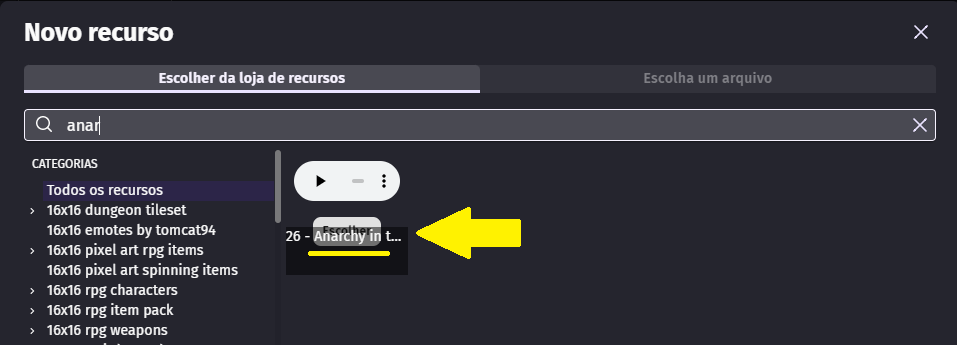 Novo recurso
Escolher da loja de recursos
Escolha um arquivo
anar
CATEGORIAS
Todos os recursos
16x16 dungeon tileset
16x16 emotes by tomcat94
16x16 pixel art rpg items
16x16 pixel art spinning items
16x16 rpg characters
16x16 rpg item pack
16x16 rpg weapons
Escolher
26 - Anarchy in t...